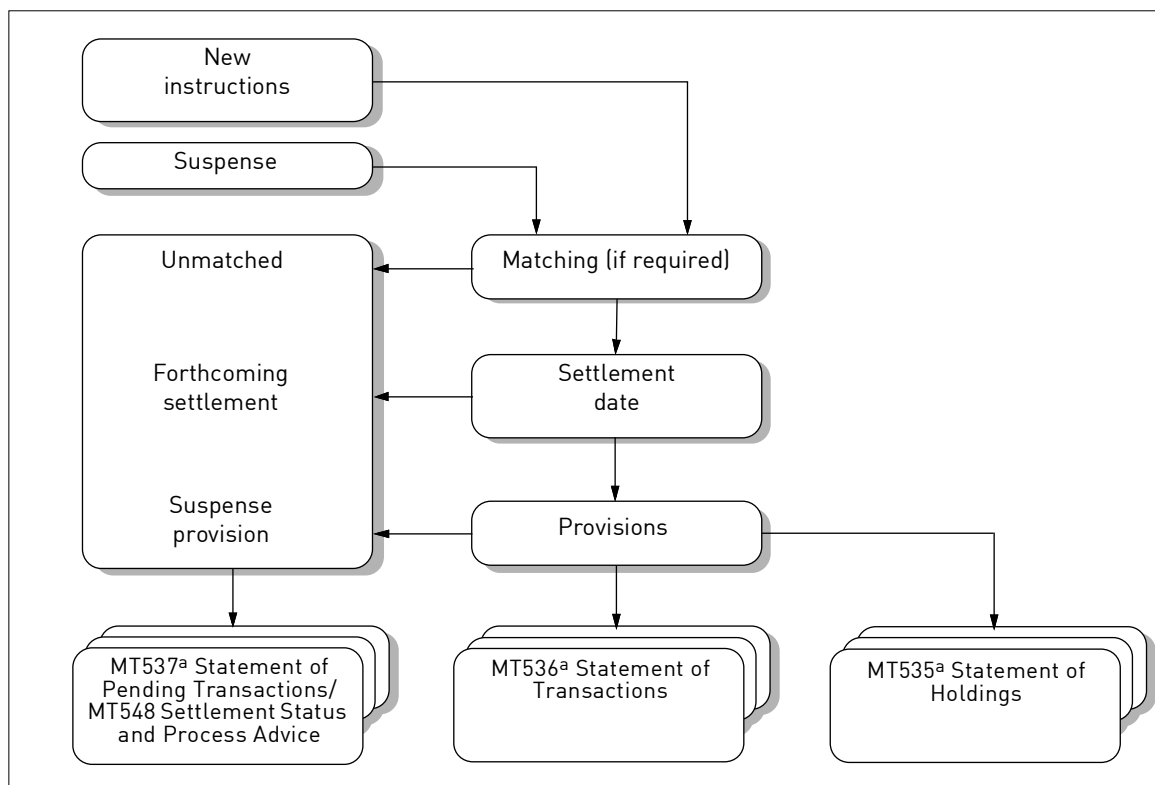 New
instructions
Suspense
Unmatched
Matching (if required)
Forthcoming
settlement
Settlement
date
Suspense
provision
Provisions
MT537ª Statement of
Pending Transactions/
MT548 Settlement Status
and Process Advice
MT536ª Statement of
Transactions
MT535ª Statement of
Holdings